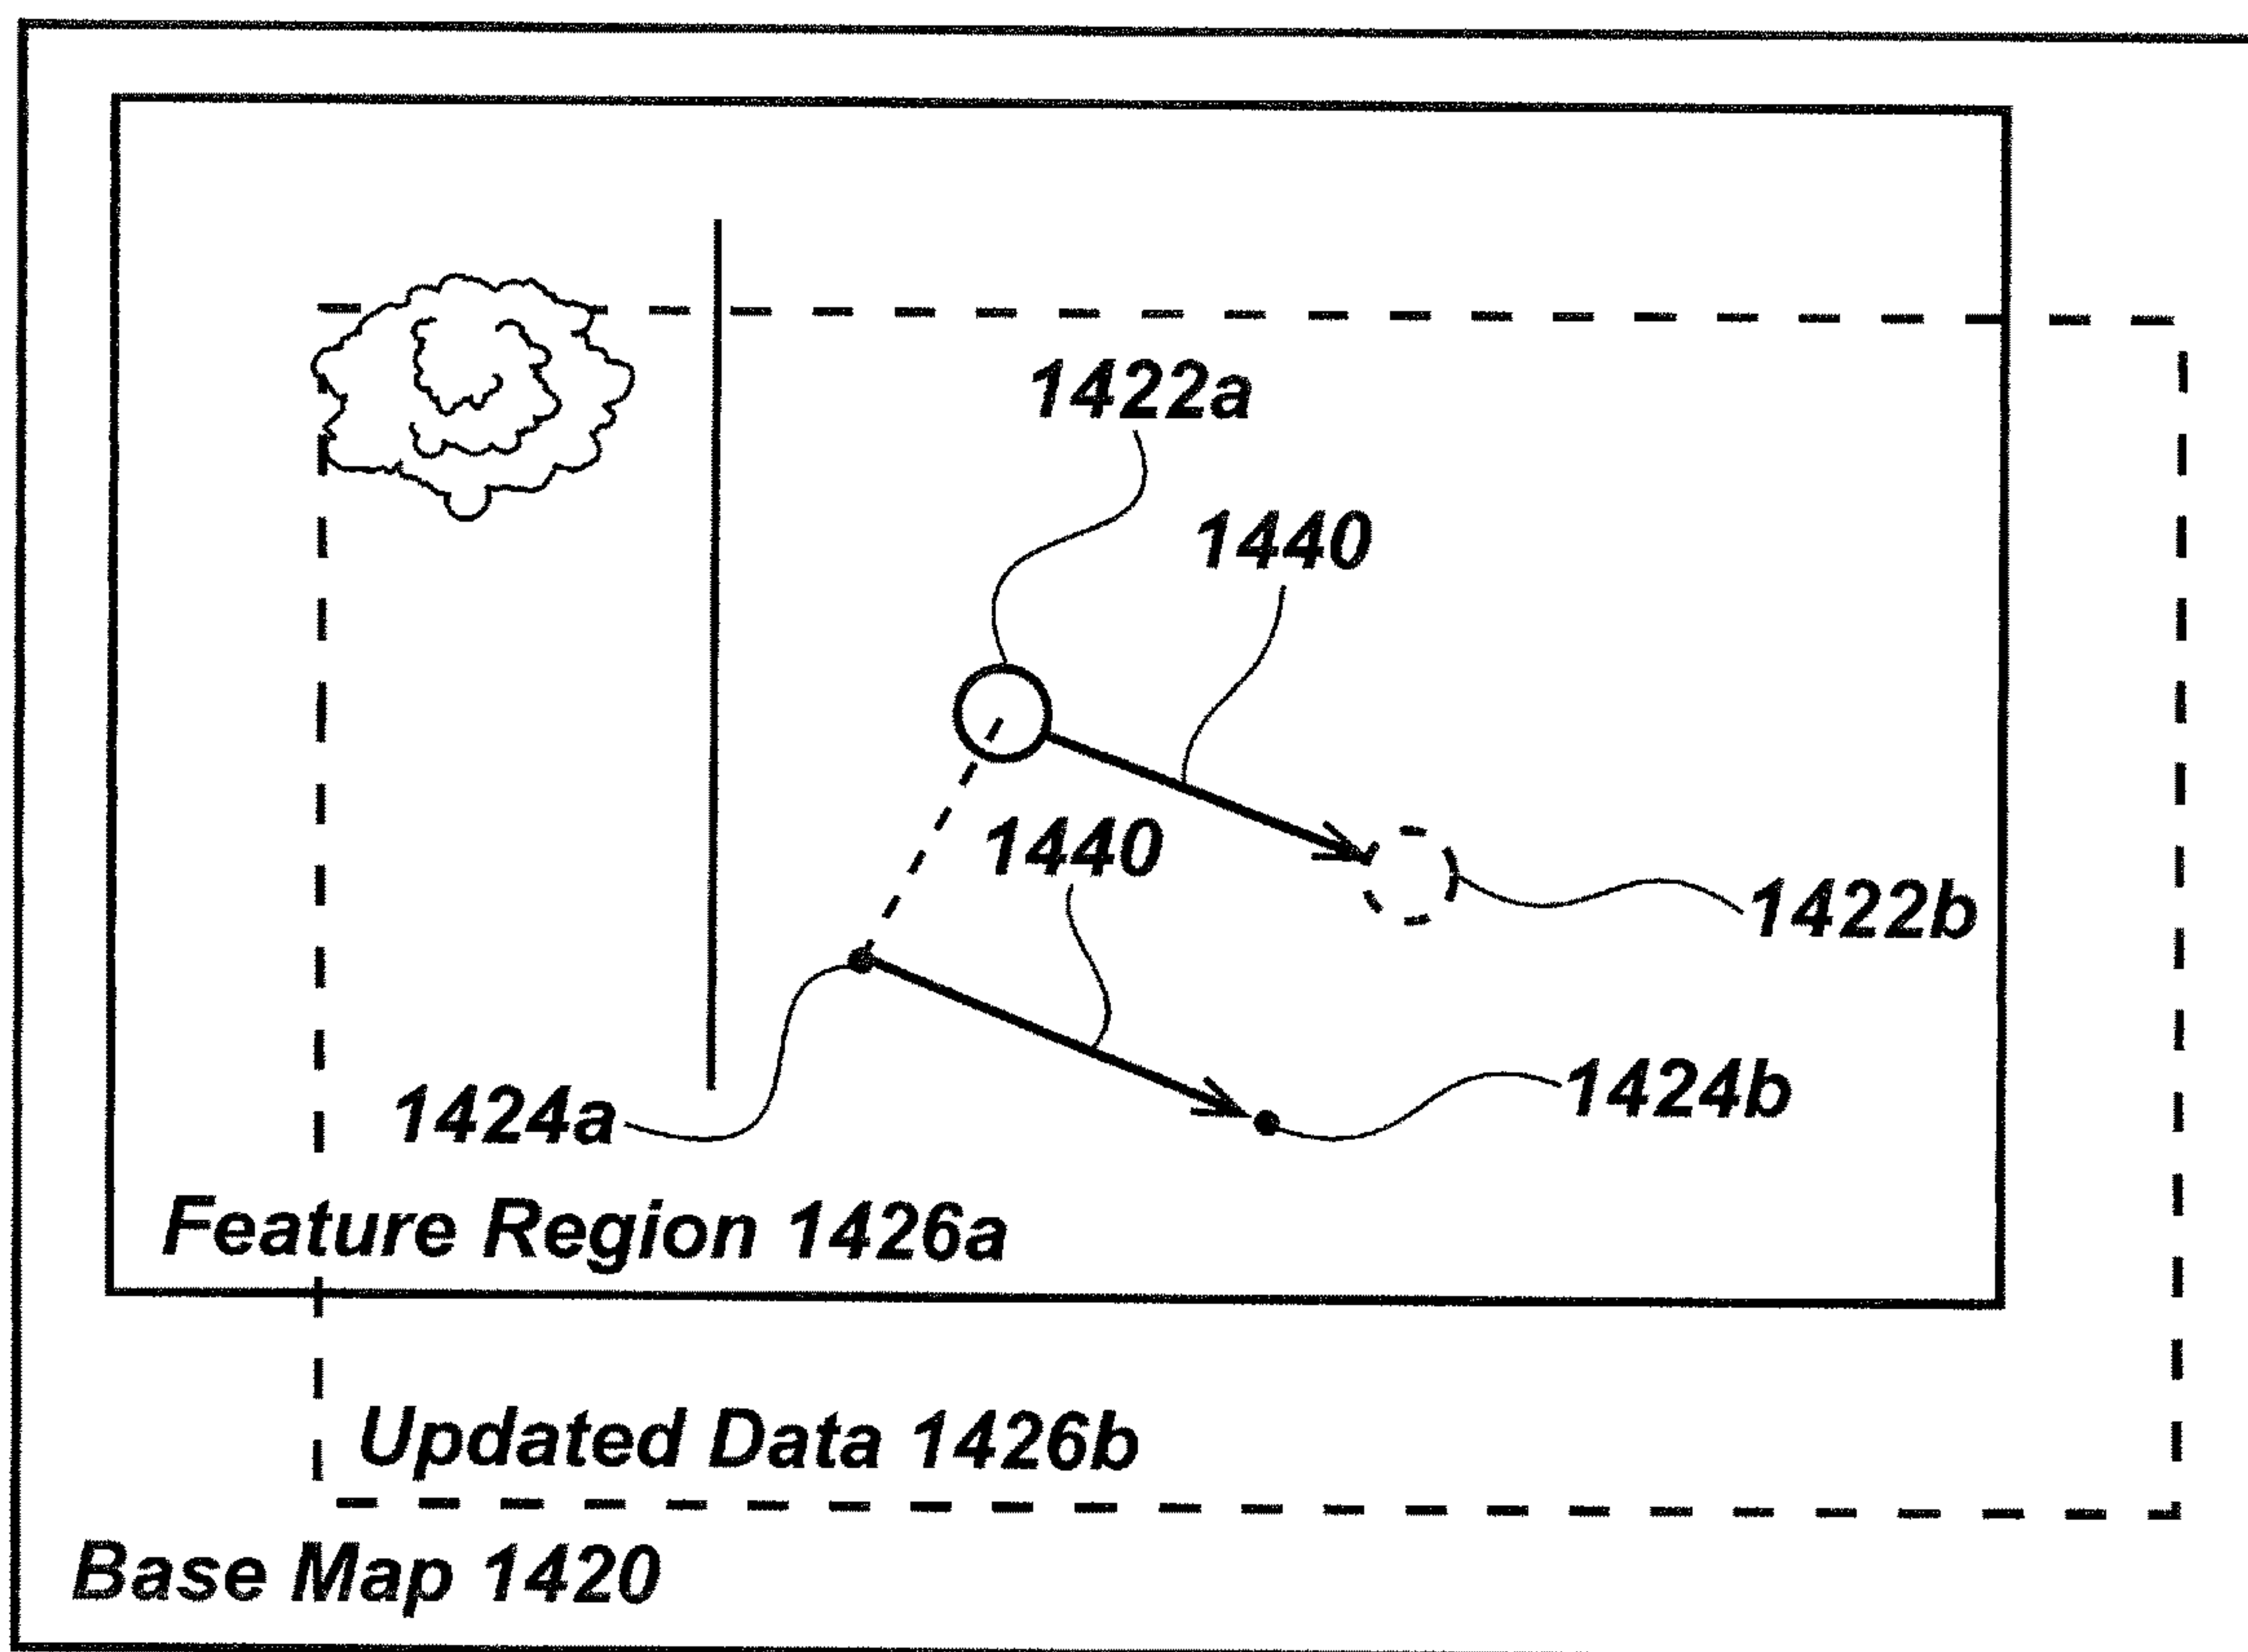 1422a
1440
1440
1422b
1424a
1424b
Feature Region 1426a
Updated Data 1426b
Base Map 1420